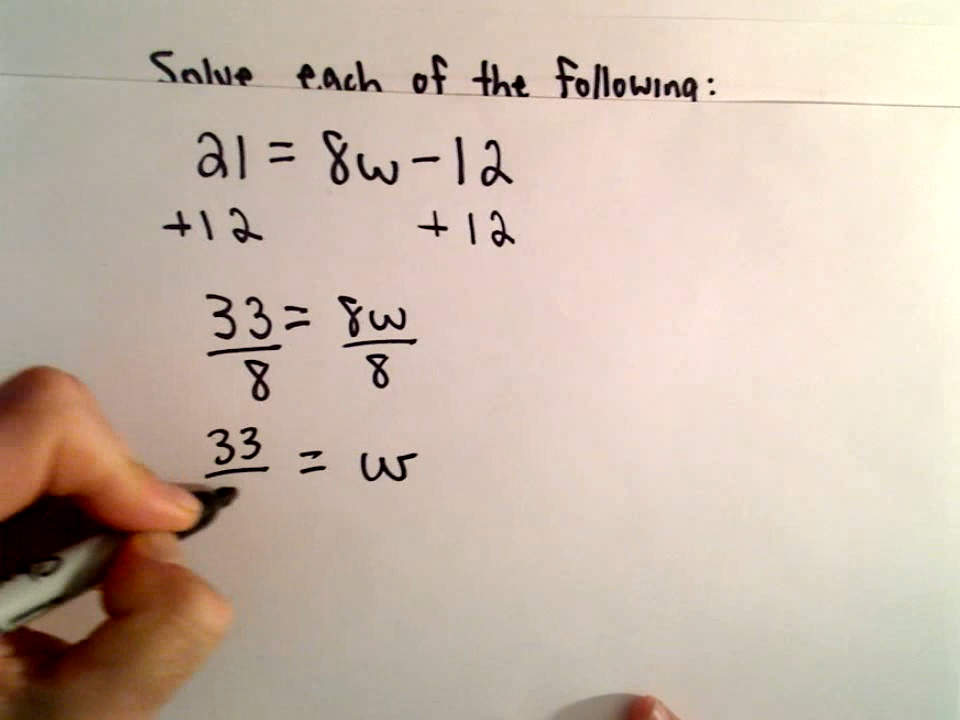 Solve each of the following:
21 = 8w - 12
+12 +12
33 = 8w
8 8
33 = w